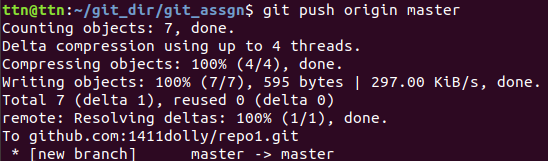 ttn@ttn:~/git_dir/git_assgn$ git push origin master
Counting objects: 7, done.
Delta compression using up to 4 threads.
Compressing objects: 100% (4/4), done.
Writing objects: 100% (7/7), 595 bytes | 297.00 KiB/s, done.
Total 7 (delta 1), reused 0 (delta 0)
remote: Resolving deltas: 100% (1/1), done.
To github.com:1411dolly/repo1.git
 * [new branch]      master -> master